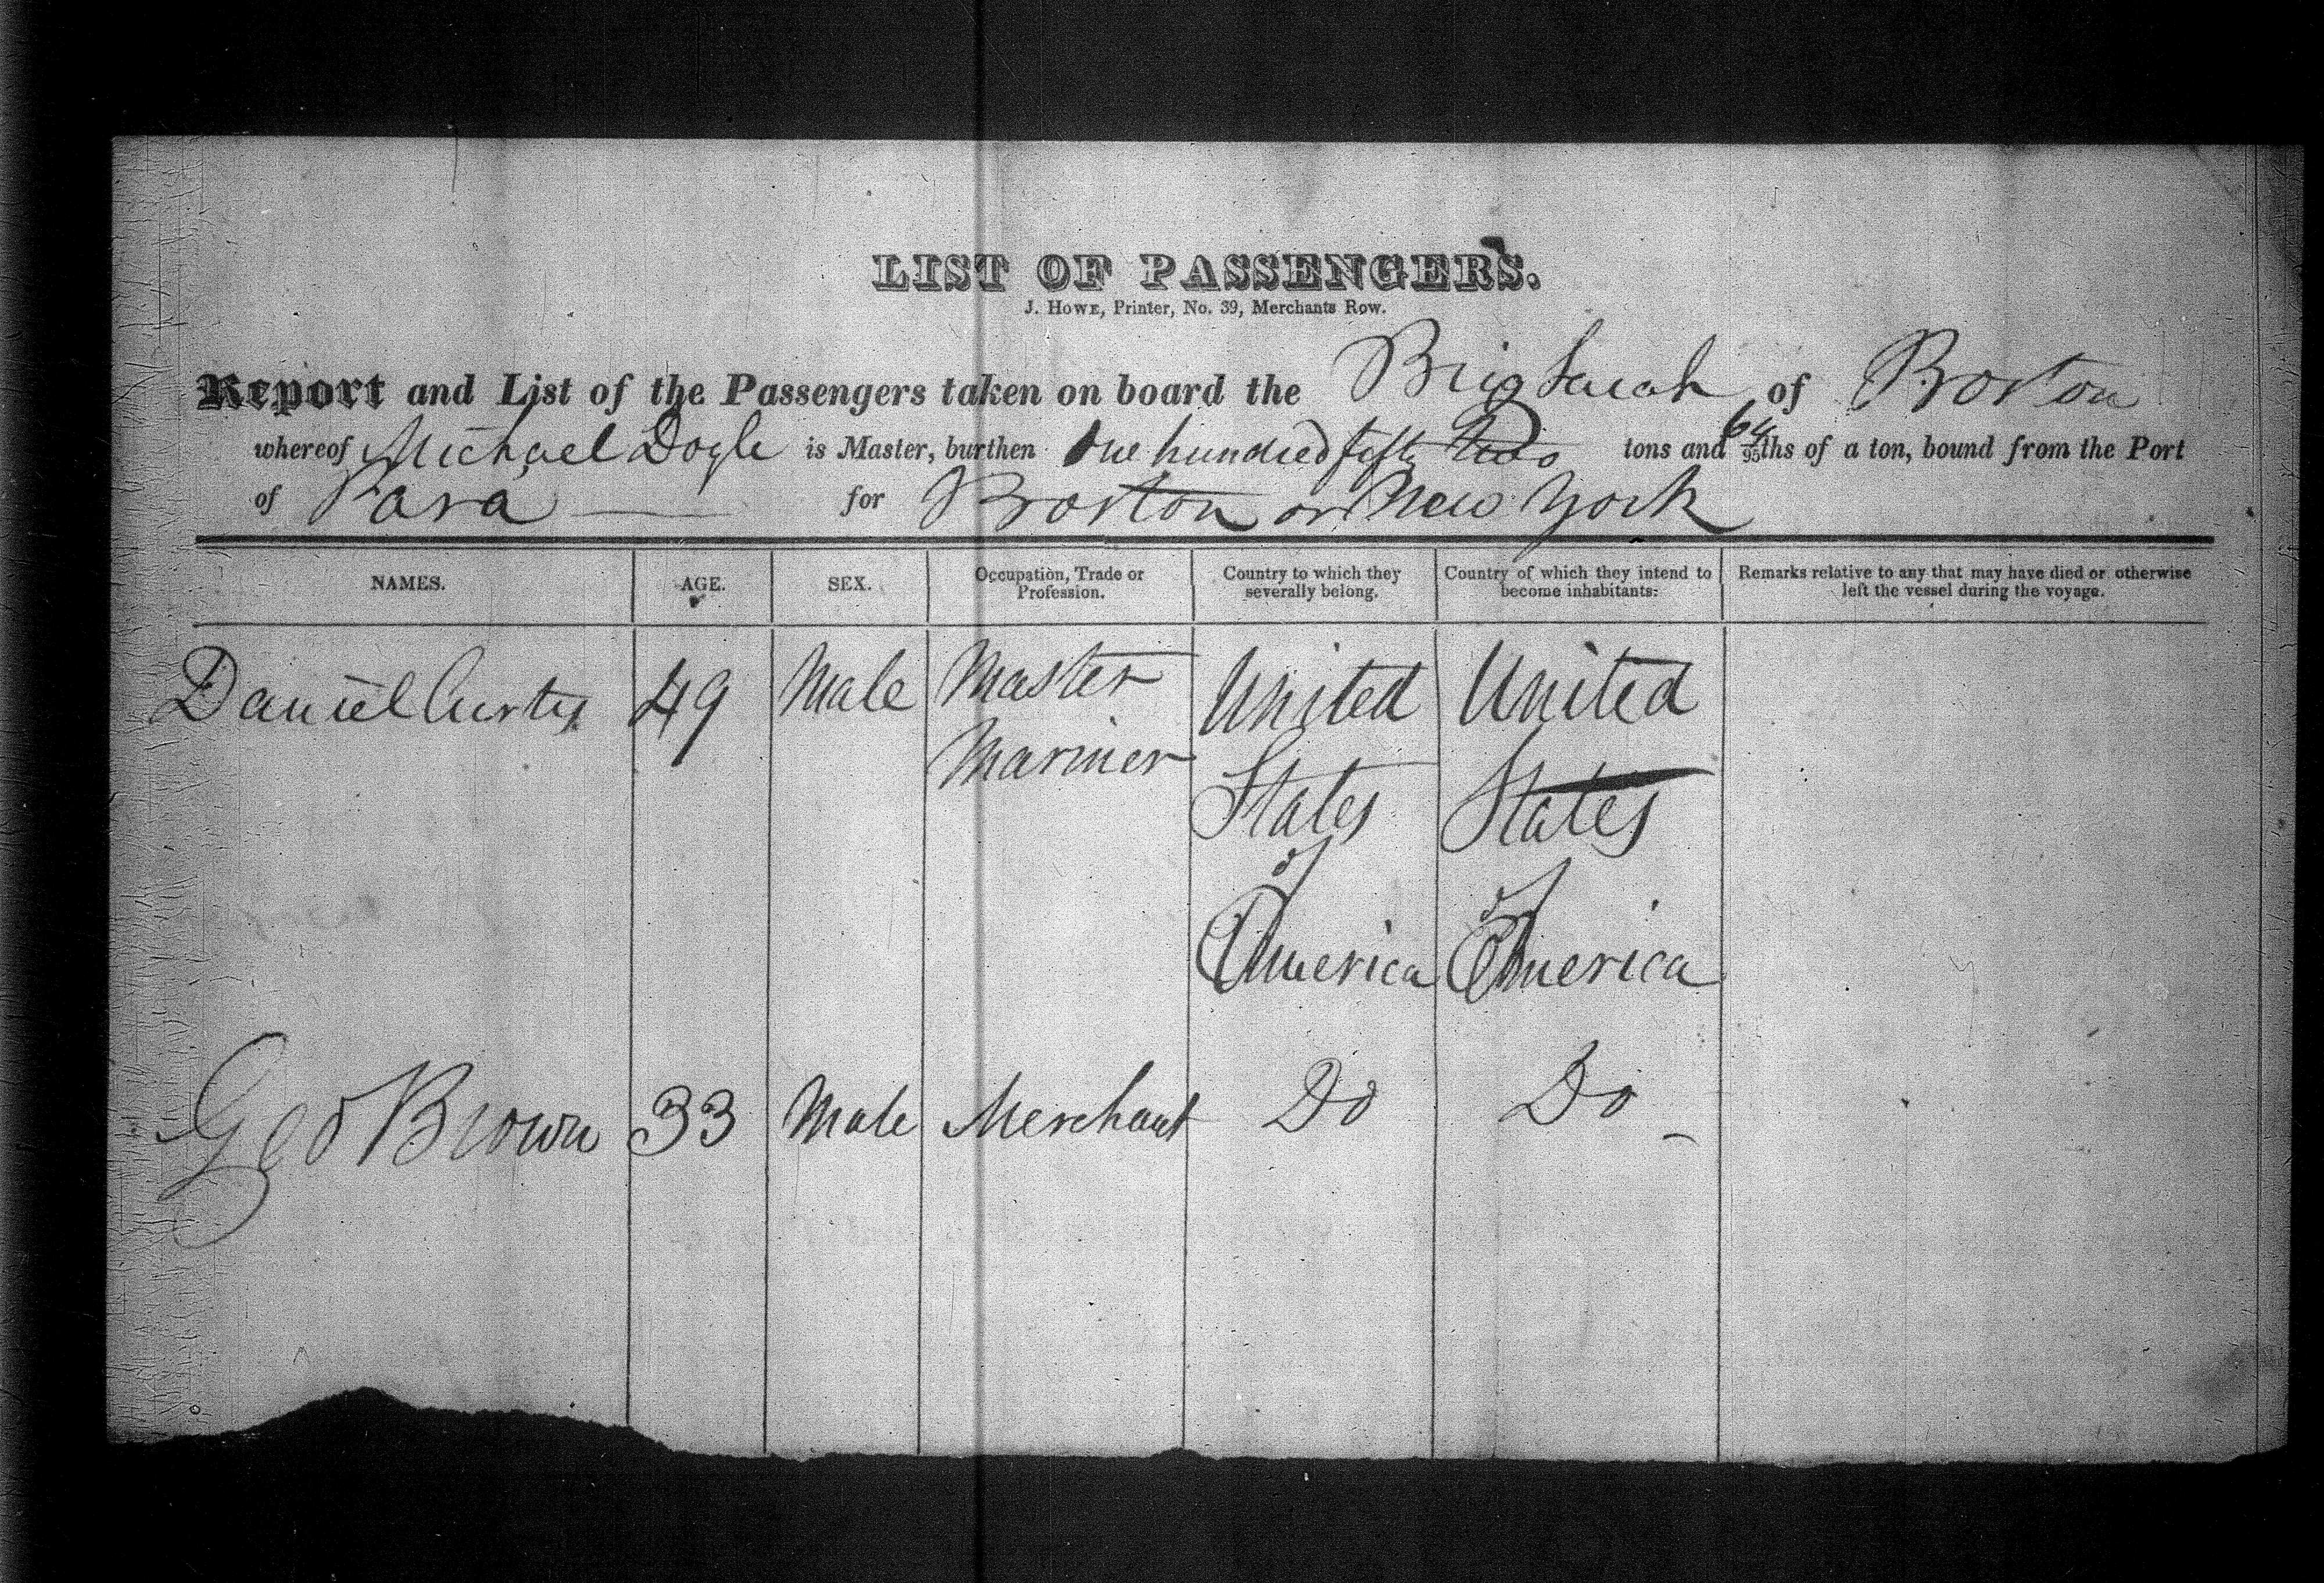 LIST OF PASSENGERS.
J. Howe, Printer, No. 39, Merchants Row.
Report and List of the Passengers taken on board the Brig Sarah of Boston
whereof Michael Doyle is Master, burthen one hundred fifty two tons and 64/95ths of a ton, bound from the Port
of Para for Boston or New York
NAMES. AGE. SEX. Occupation, Trade or Profession. Country to which they severally belong. Country of which they intend to become inhabitants: Remarks relative to any that may have died or otherwise left the vessel during the voyage.
Daniel Curtis 49 Male Master United United
Mariner States States
of of
America America
Geo Brown 33 Male Merchant Do Do